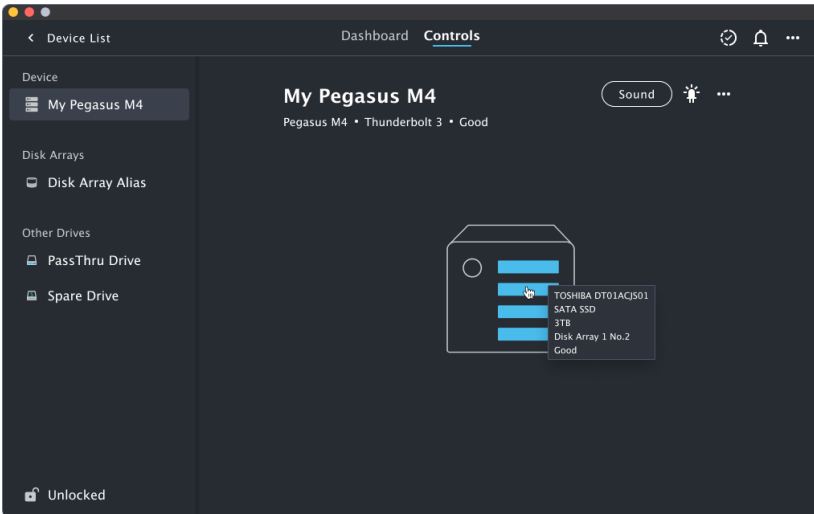 Device List
Dashboard Controls
Device
My Pegasus M4
Disk Arrays
Disk Array Alias
Other Drives
PassThru Drive
Spare Drive
Unlocked
My Pegasus M4
Sound
Pegasus M4 • Thunderbolt 3 • Good
TOSHIBA DT01ACJS01
SATA SSD
3TB
Disk Array 1 No.2
Good